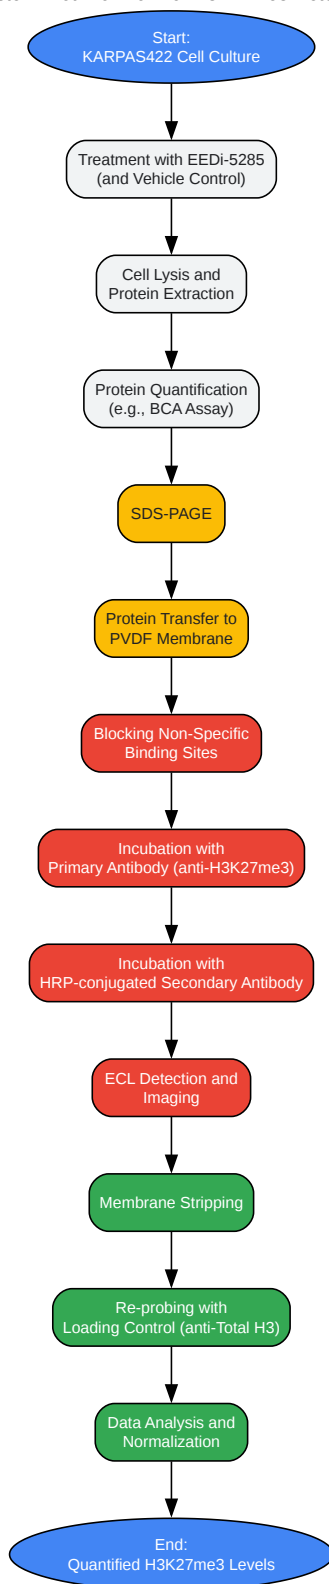 Start:
KARPAS422 Cell Culture
Treatment with EEDi-5285
(and Vehicle Control)
Cell Lysis and
Protein Extraction
Protein Quantification
(e.g., BCA Assay)
SDS-PAGE
Protein Transfer to
PVDF Membrane
Blocking Non-Specific
Binding Sites
Incubation with
Primary Antibody (anti-H3K27me3)
Incubation with
HRP-conjugated Secondary Antibody
ECL Detection and
Imaging
Membrane Stripping
Re-probing with
Loading Control (anti-Total H3)
Data Analysis and
Normalization
End:
Quantified H3K27me3 Levels